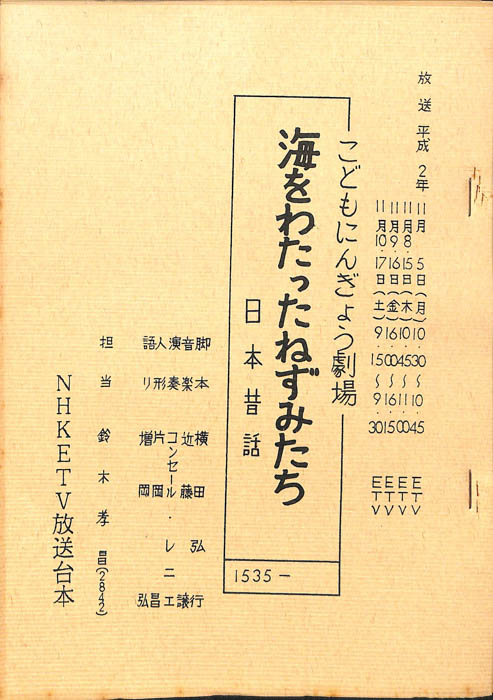 放送 平成2年11月 5日(月)10·30～10·45 ETV
11月8·15日(木)10·45～11·00 ETV
11月9·16日(金)16·00～16·15 ETV
11月10·17日(土)9·15～9·30 ETV
こどもにんぎょう劇場
海をわたったねずみたち
日本昔話
1535－
脚本 横田弘行
音楽 近藤譲
演奏 コンセール・レニエ
人形 片岡昌
語り 増岡弘
担当 鈴木孝昌(2842)
NHKETV放送台本